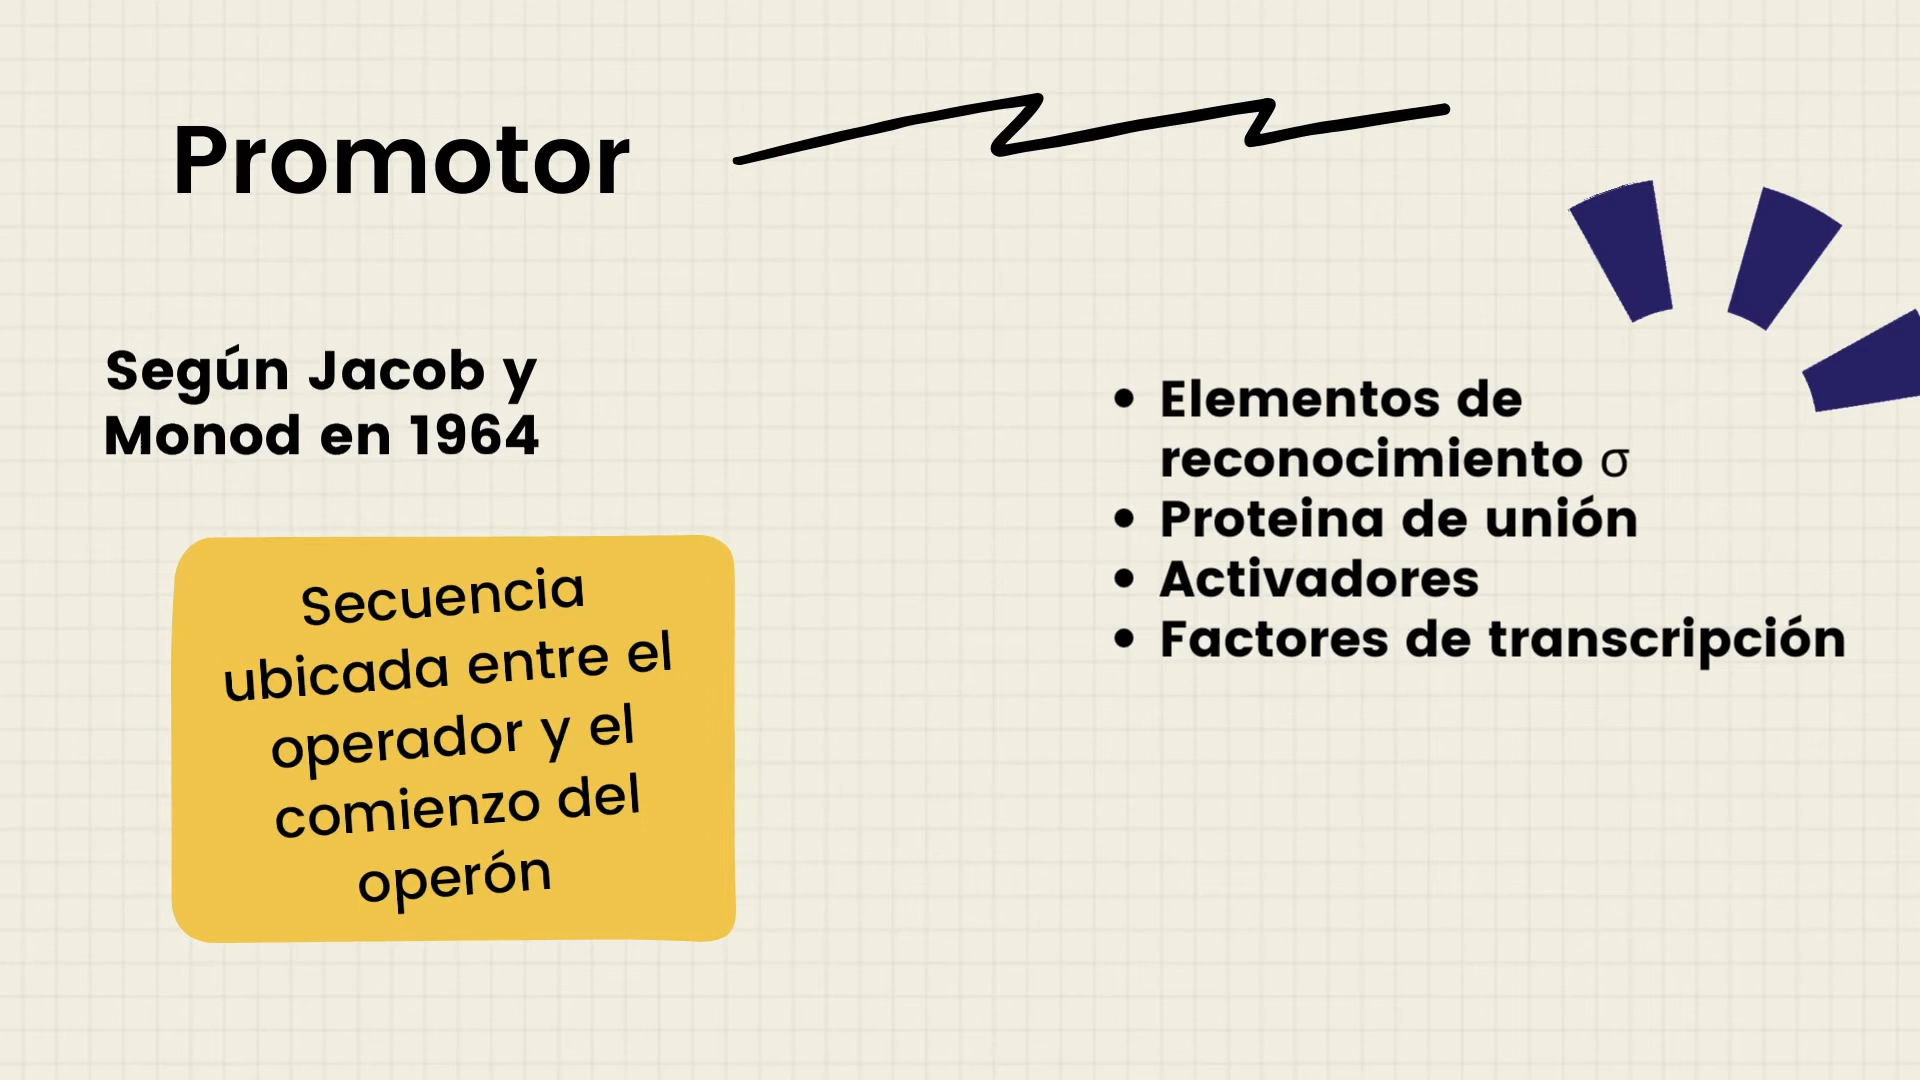 Promotor
Según Jacob y
Monod en 1964
Secuencia
ubicada entre el
operador y el
comienzo del
operón
• Elementos de
reconocimiento σ
• Proteina de unión
• Activadores
• Factores de transcripción